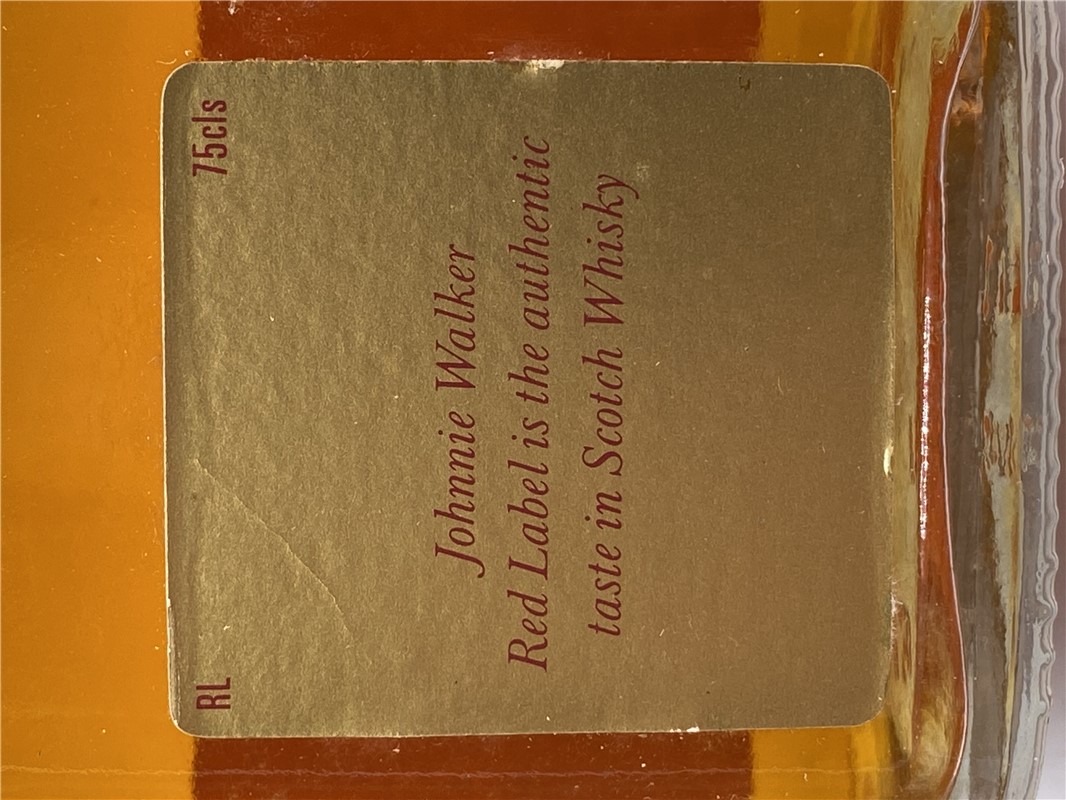 RL 75cls
Johnnie Walker
Red Label is the authentic
taste in Scotch Whisky